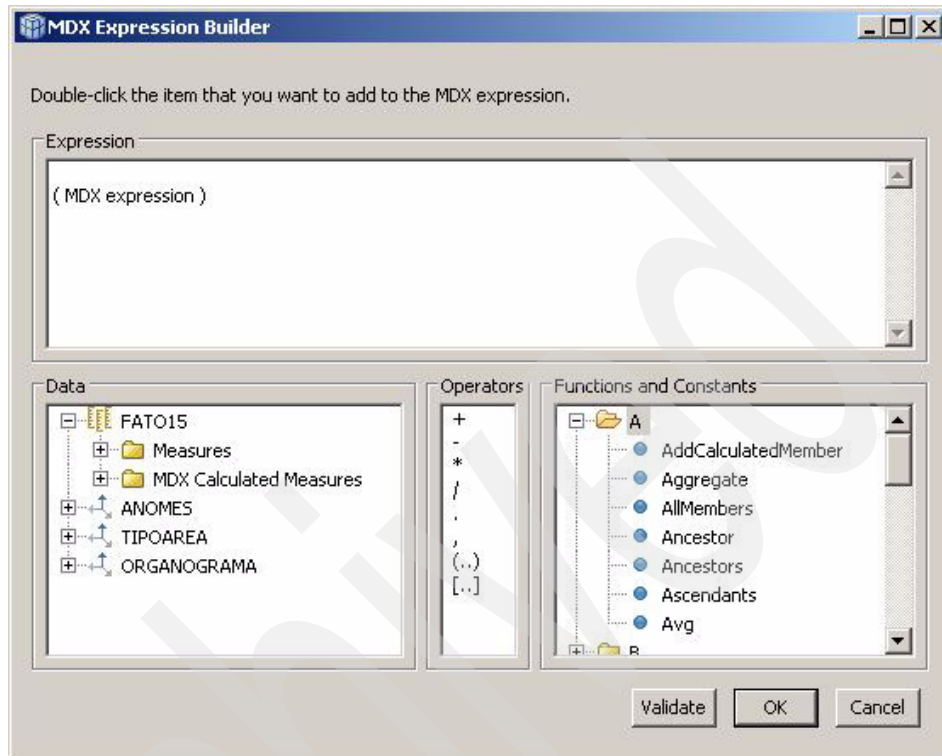 MDX Expression Builder
Double-click the item that you want to add to the MDX expression.
Expression
( MDX expression )
Data
FATO15
Measures
MDX Calculated Measures
ANOMES
TIPOAREA
ORGANOGRAMA
Operators
+
-
*
/
.
,
(..)
[..]
Functions and Constants
A
AddCalculatedMember
Aggregate
AllMembers
Ancestor
Ancestors
Ascendants
Avg
B
Validate
OK
Cancel